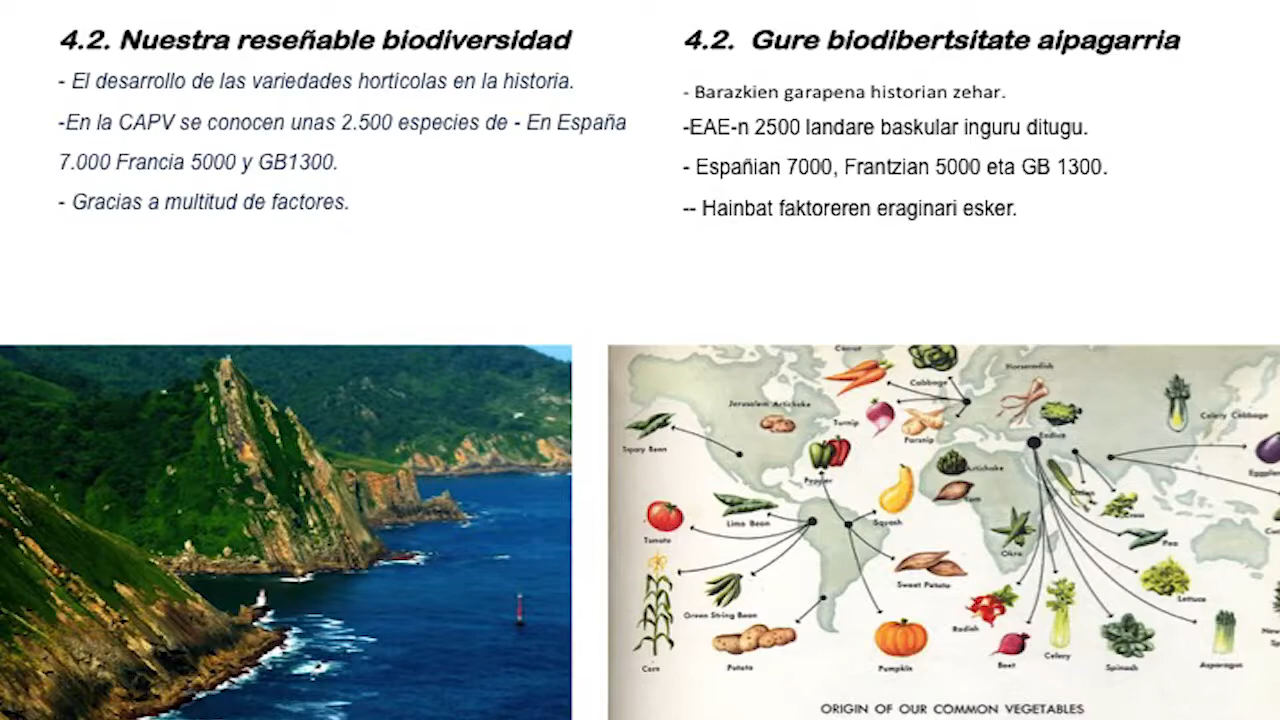 4.2. Nuestra reseñable biodiversidad
- El desarrollo de las variedades horticolas en la historia.
-En la CAPV se conocen unas 2.500 especies de - En España
7.000 Francia 5000 y GB1300.
- Gracias a multitud de factores.
4.2. Gure biodibertsitate aipagarria
- Barazkien garapena historian zehar.
-EAE-n 2500 landare baskular inguru ditugu.
- Españian 7000, Frantzian 5000 eta GB 1300.
-- Hainbat faktoreren eraginari esker.
Carrot
Cabbage
Horseradish
Jerusalem Artichoke
Turnip
Parsnip
Endive
Celery Cabbage
Tepary Bean
Pepper
Artichoke
Eggplan
Lima Bean
Squash
Yam
Onion
Cress
Tomato
Okra
Pea
Sweet Potato
Lettuce
Green String Bean
Radish
Corn
Potato
Pumpkin
Beet
Celery
Spinach
Asparagus
ORIGIN OF OUR COMMON VEGETABLES